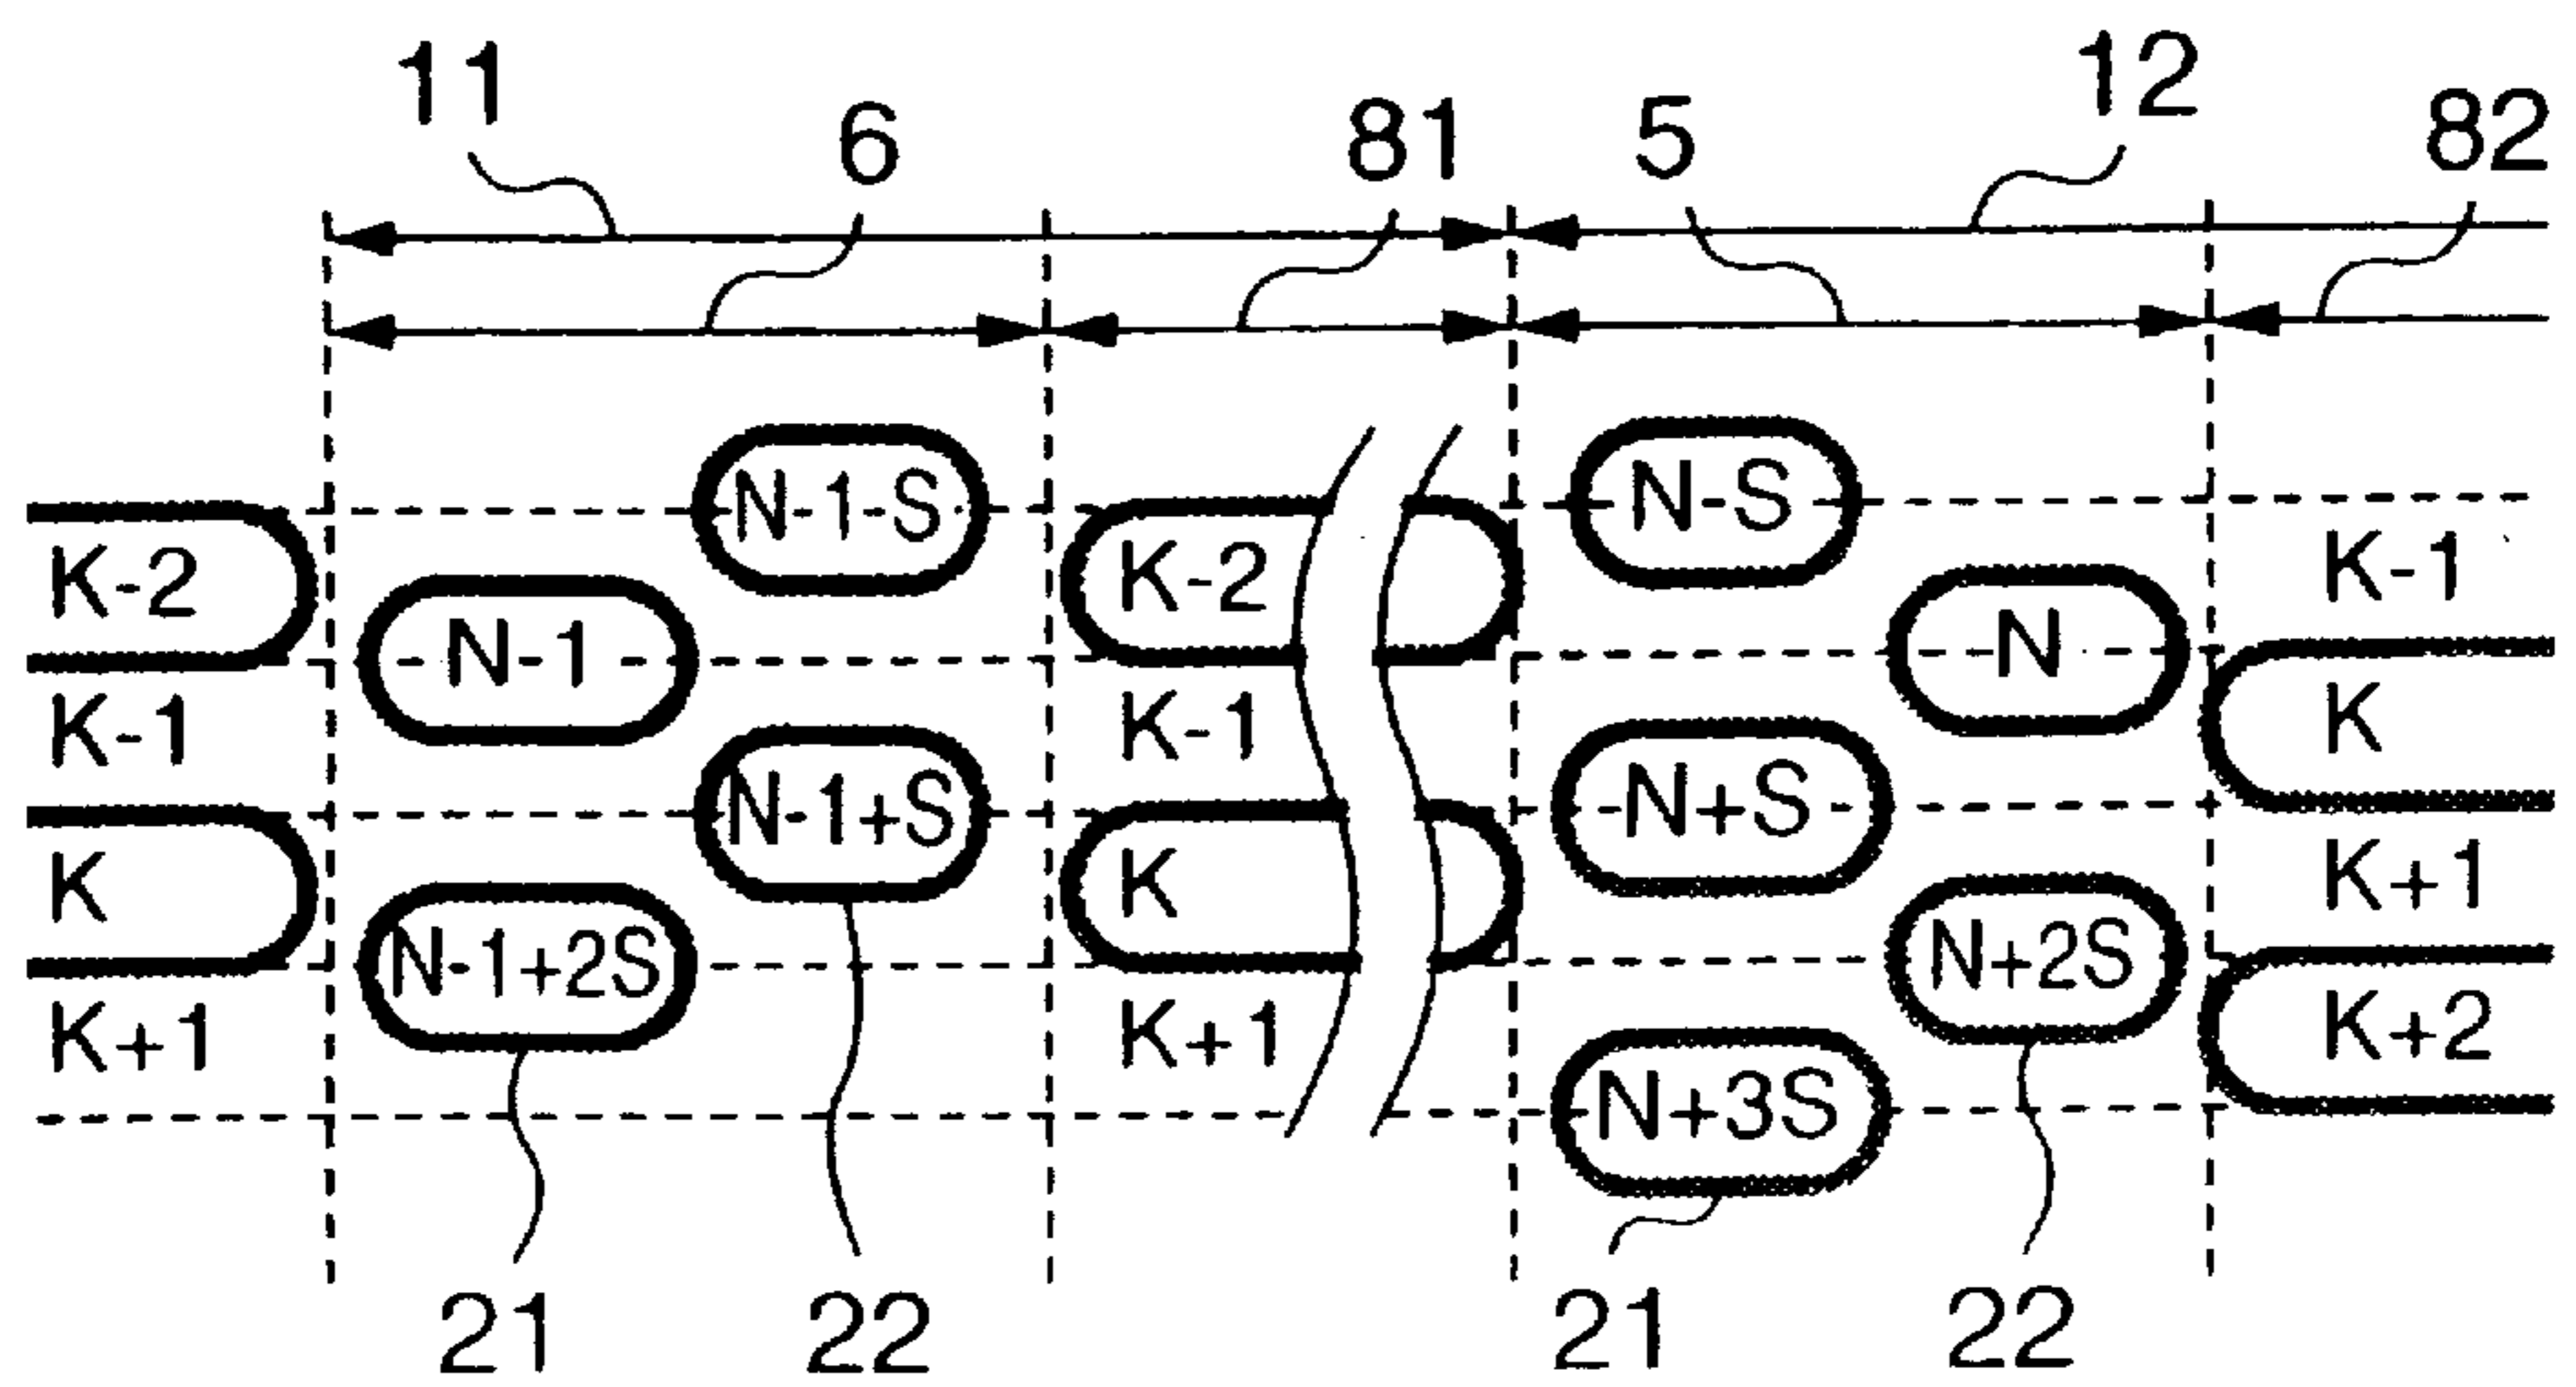 11 6 81 5 12 82
N-1-S N-S
K-2 K-2 K-1
N-1 N
K-1 K-1 K
N-1+S N+S
K K K+1
N-1+2S N+2S
K+1 K+1 K+2
N+3S
21 22 21 22